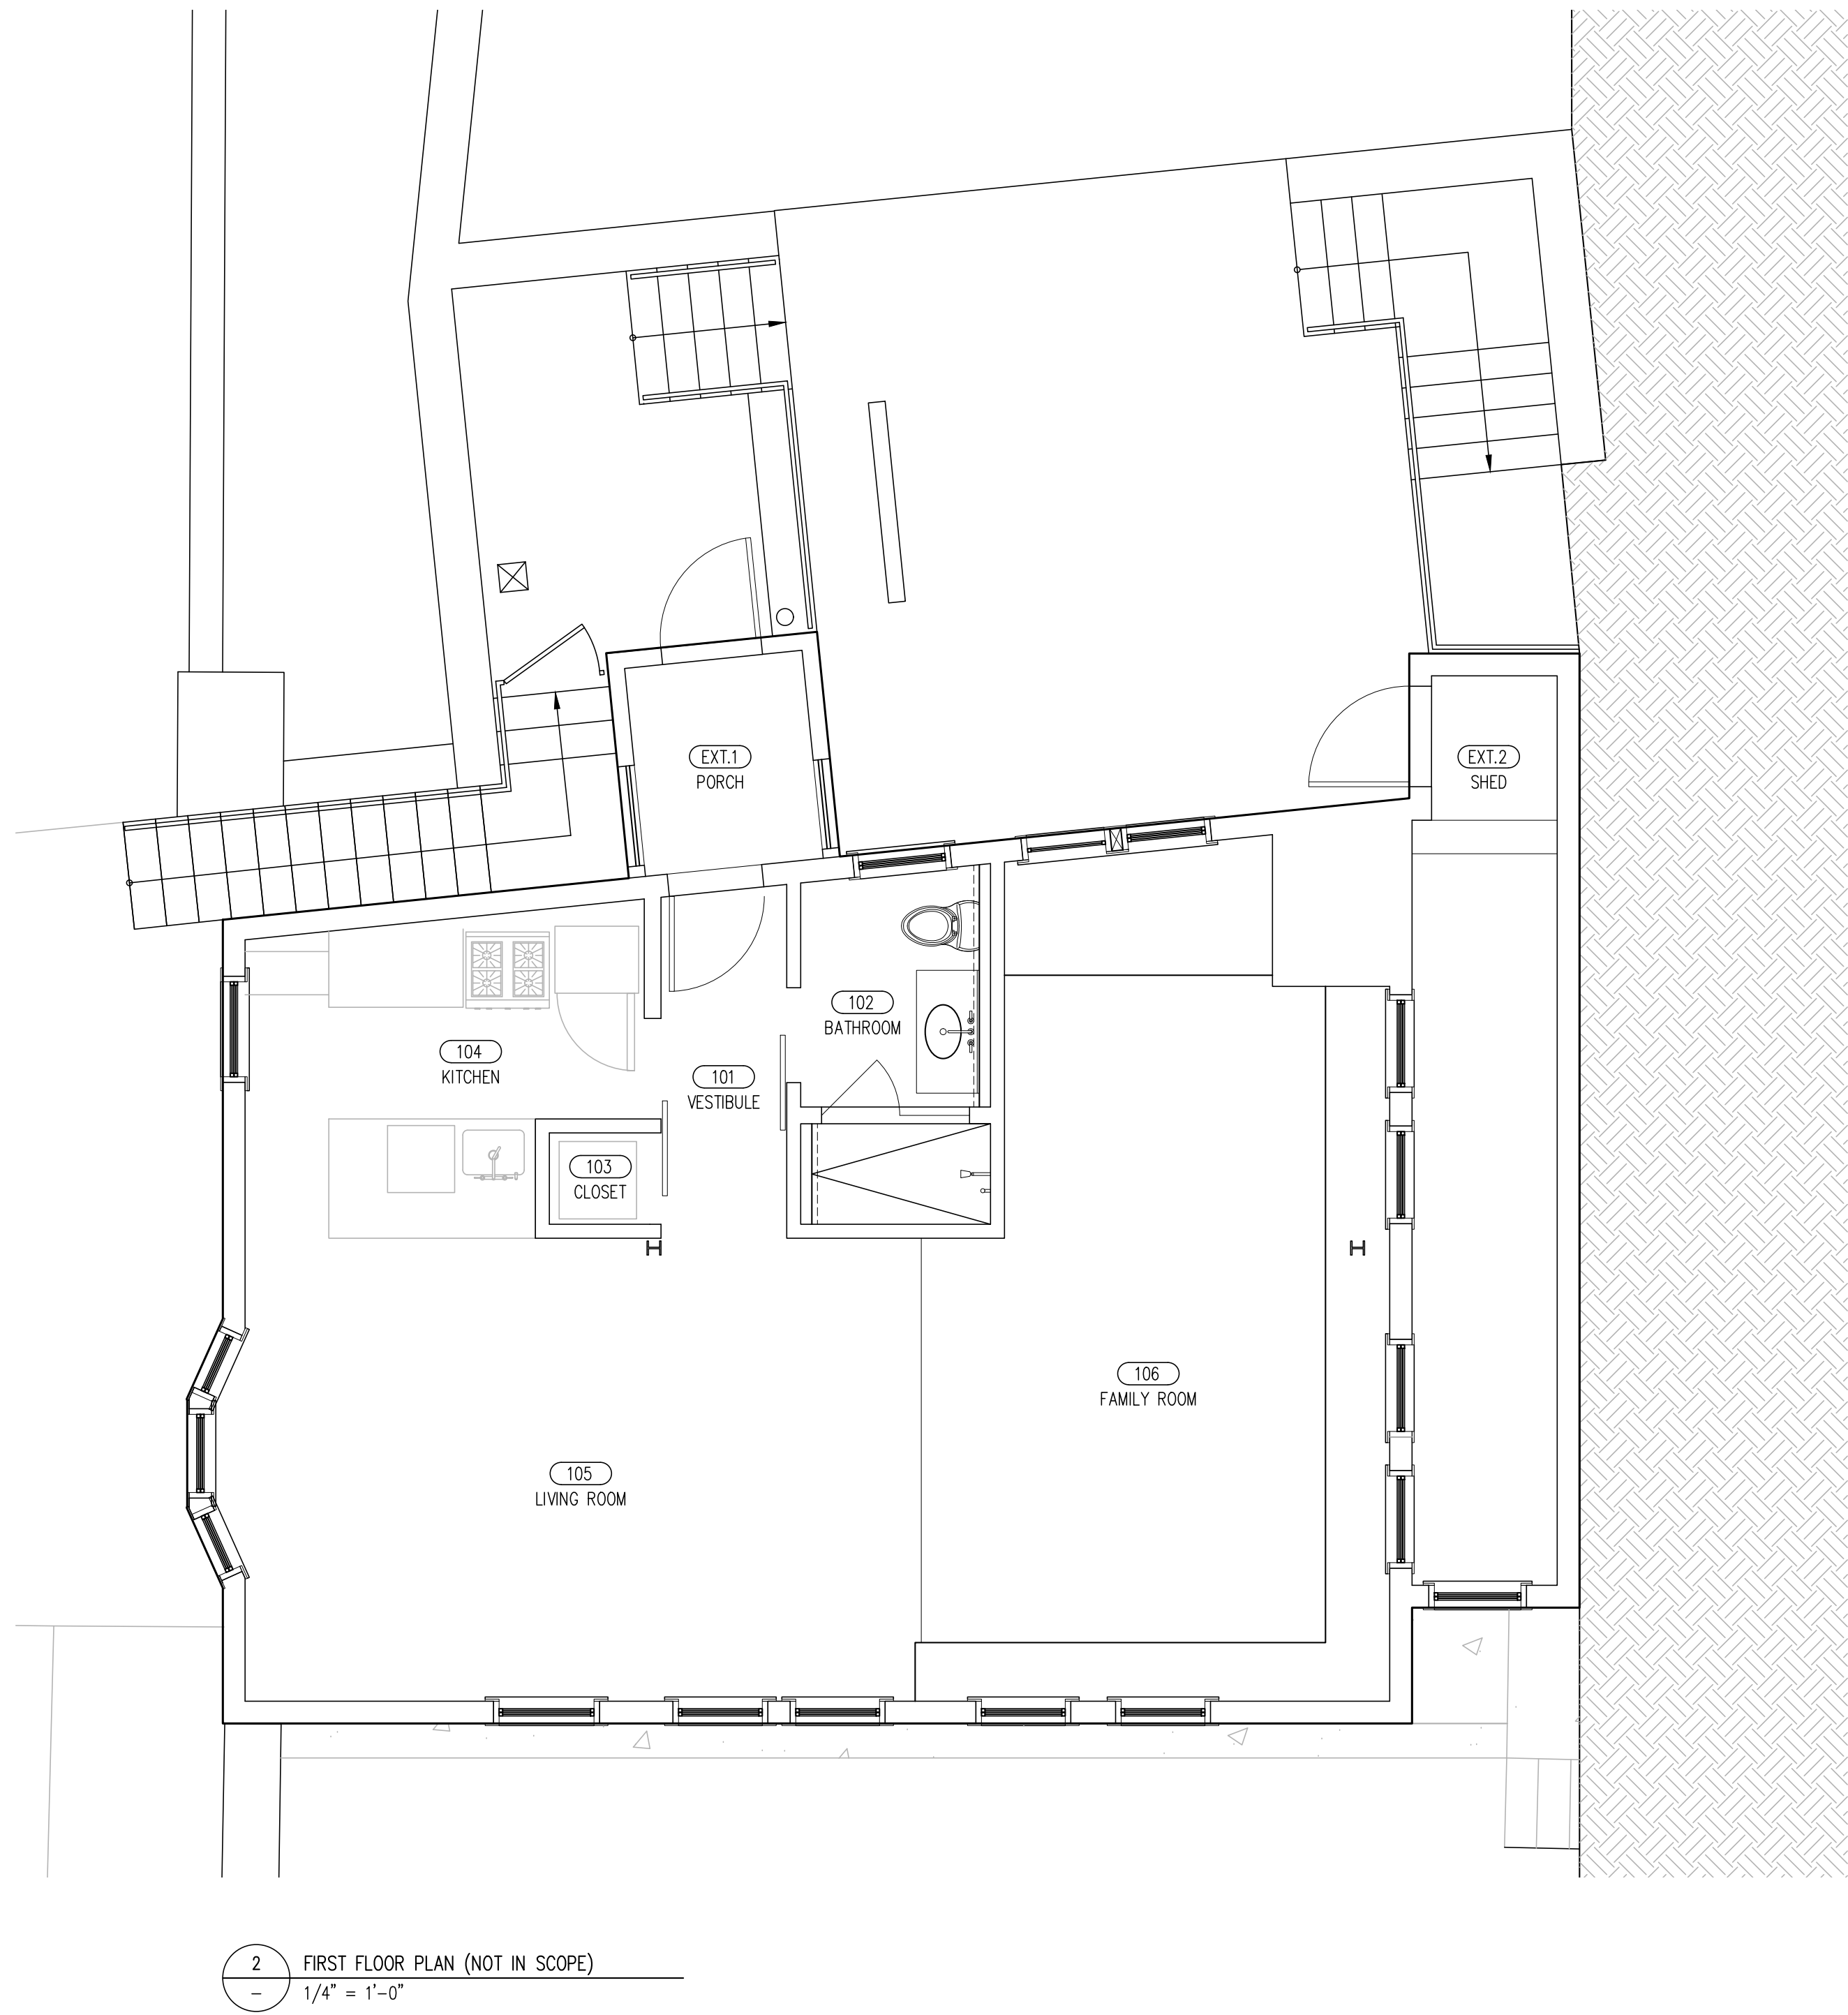 EXT.1
PORCH
EXT.2
SHED
102
BATHROOM
104
KITCHEN
101
VESTIBULE
103
CLOSET
106
FAMILY ROOM
105
LIVING ROOM
2
FIRST FLOOR PLAN (NOT IN SCOPE)
–
1/4" = 1'-0"